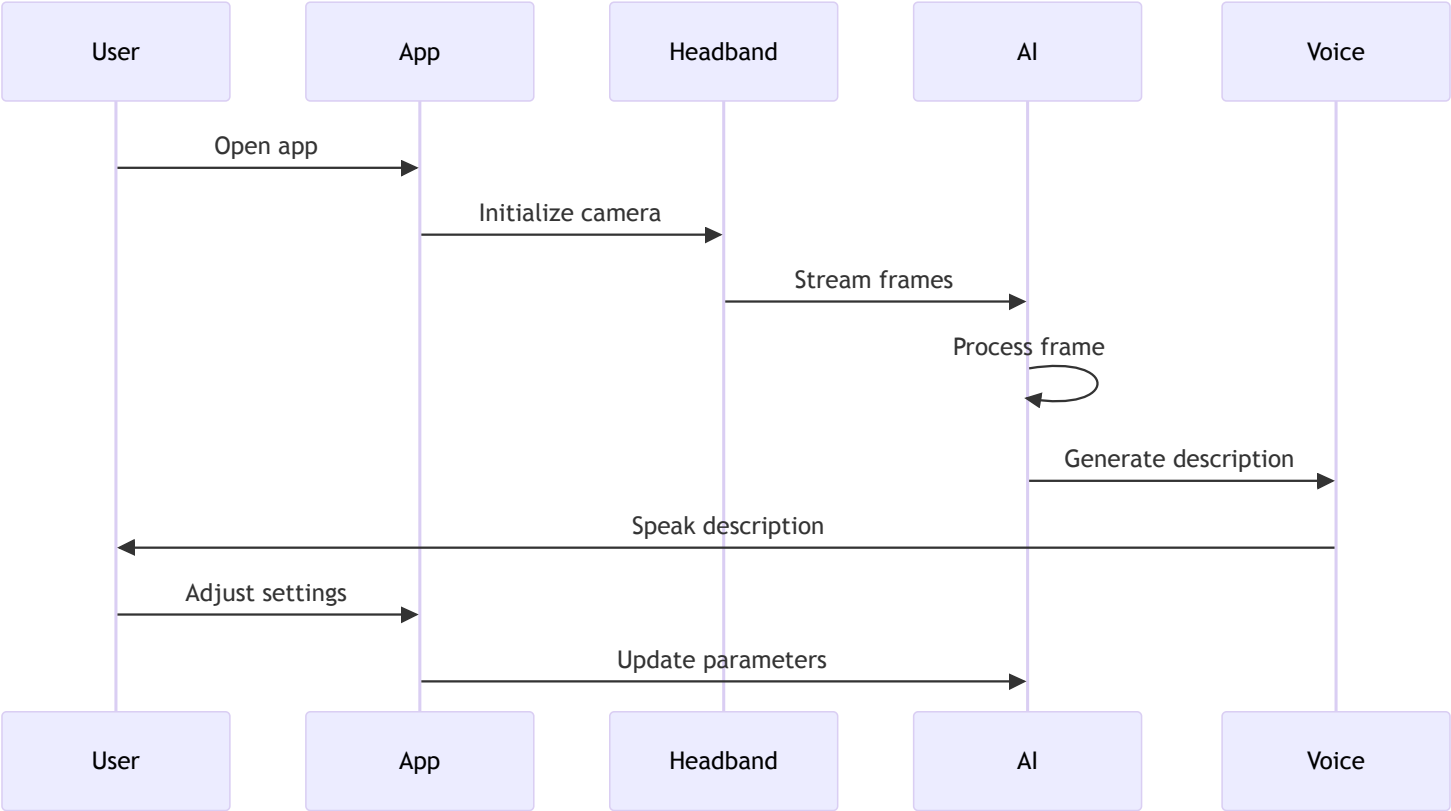 User App Headband AI Voice
Open app
Initialize camera
Stream frames
Process frame
Generate description
Speak description
Adjust settings
Update parameters
User App Headband AI Voice